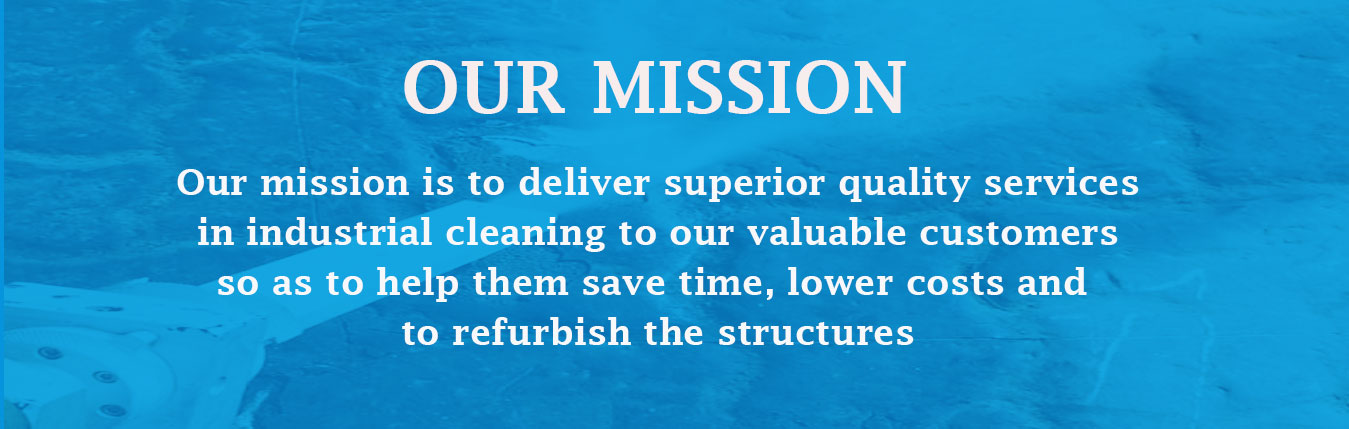 OUR MISSION
Our mission is to deliver superior quality services
in industrial cleaning to our valuable customers
so as to help them save time, lower costs and
to refurbish the structures